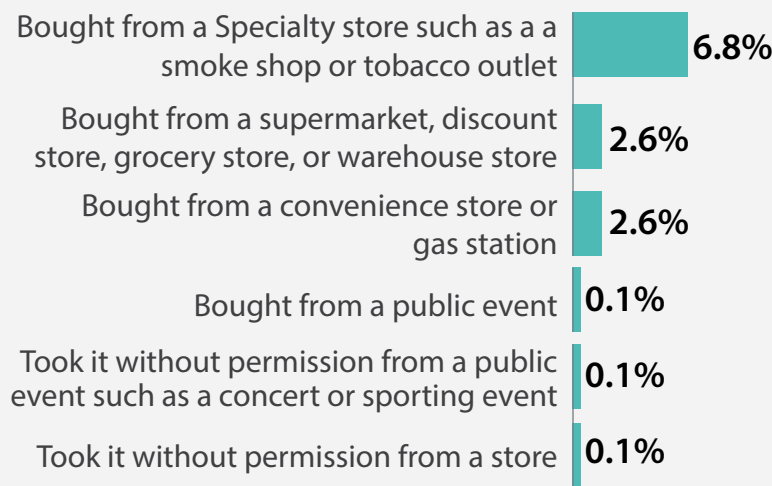 Bought from a Specialty store such as a a
smoke shop or tobacco outlet
6.8%
Bought from a supermarket, discount
store, grocery store, or warehouse store
2.6%
Bought from a convenience store or
gas station
2.6%
Bought from a public event
0.1%
Took it without permission from a public
event such as a concert or sporting event
0.1%
Took it without permission from a store
0.1%